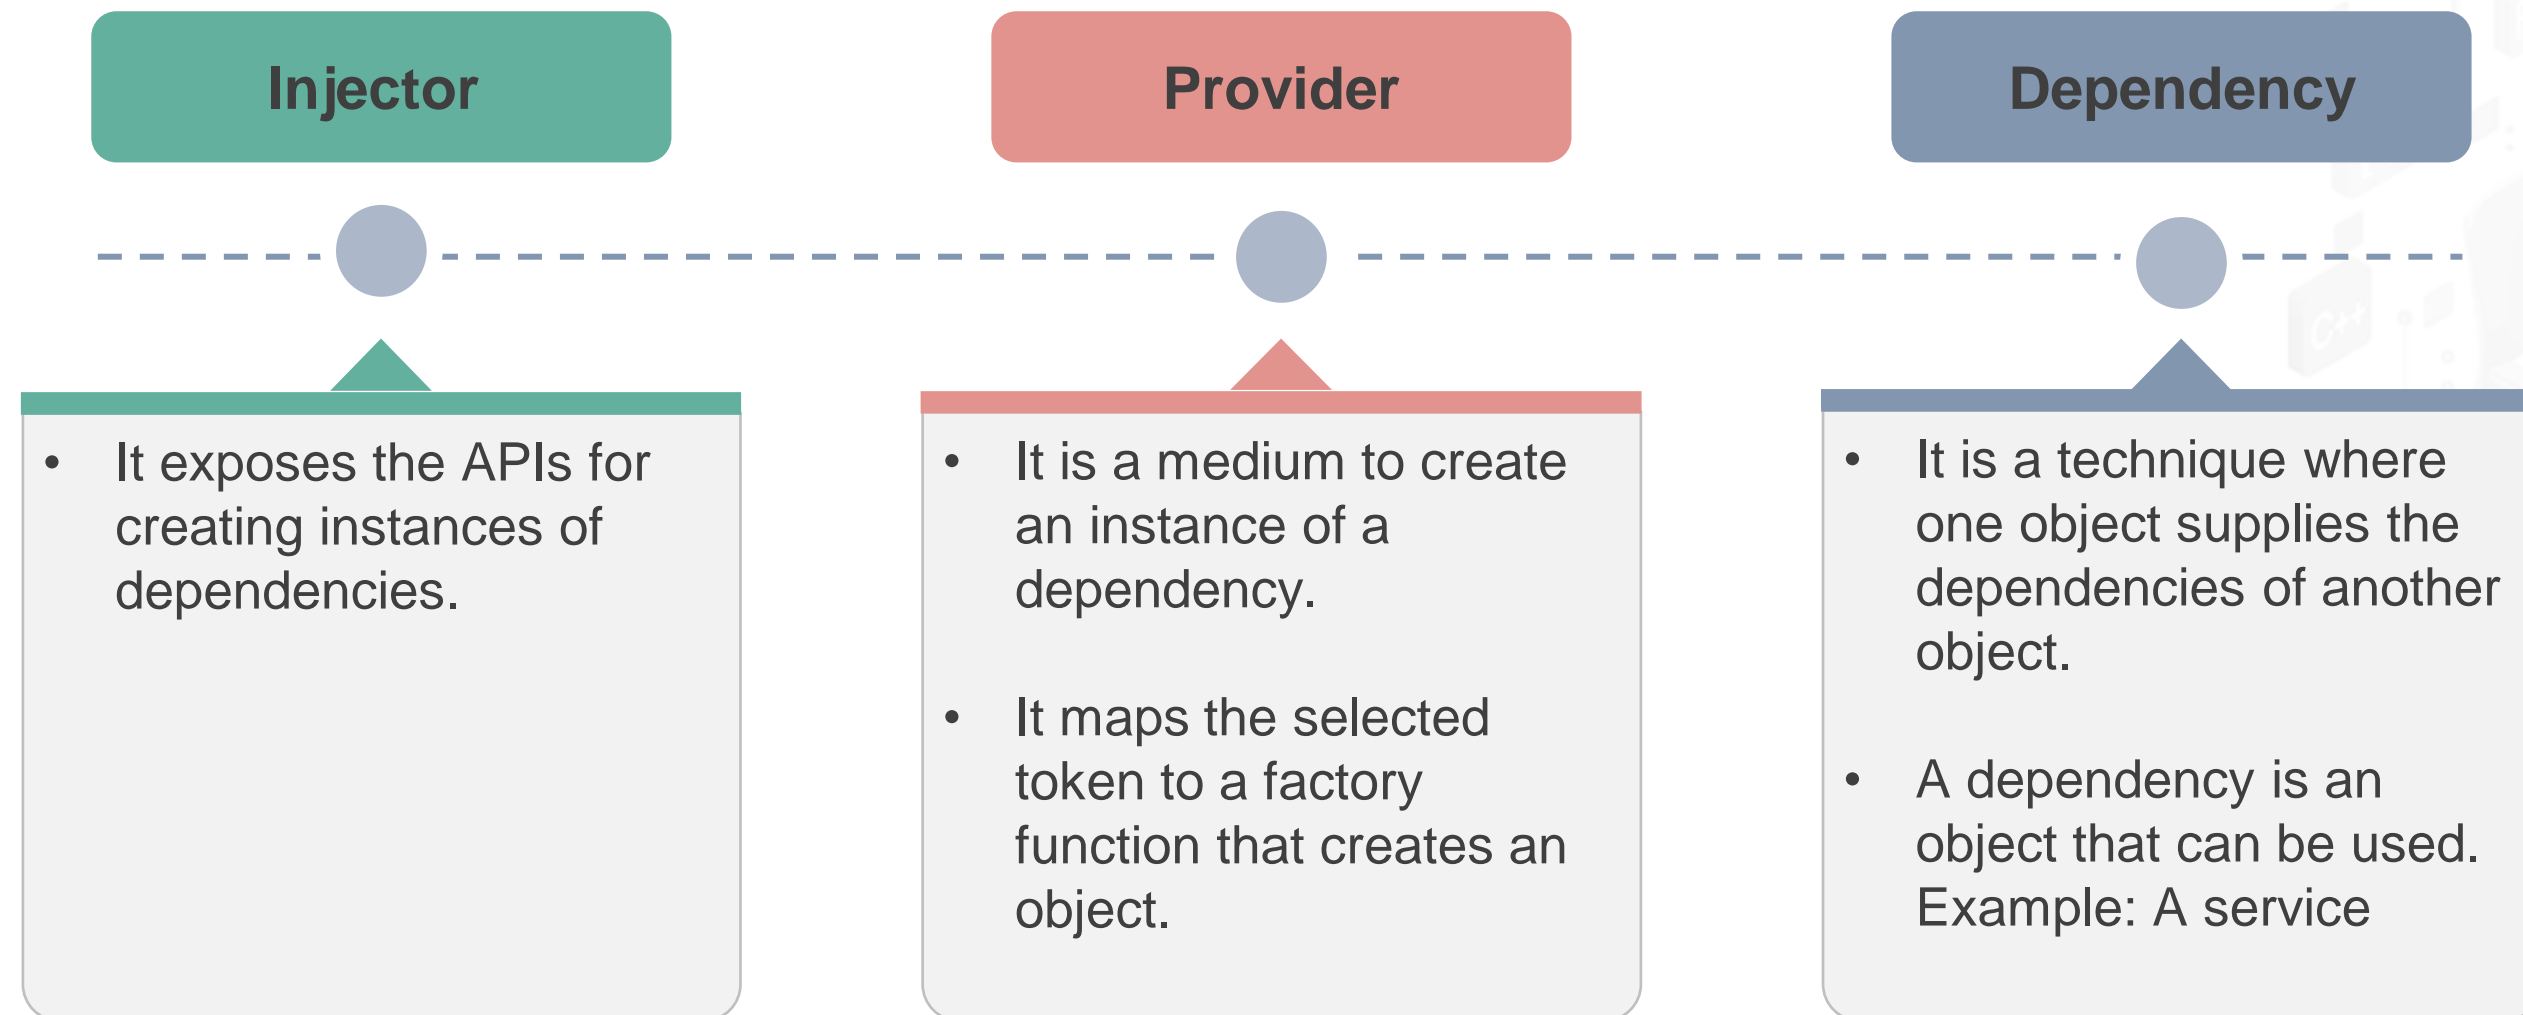 Injector
Provider
Dependency
• It exposes the APIs for
creating instances of
dependencies.
• It is a medium to create
an instance of a
dependency.
• It maps the selected
token to a factory
function that creates an
object.
• It is a technique where
one object supplies the
dependencies of another
object.
• A dependency is an
object that can be used.
Example: A service
C++